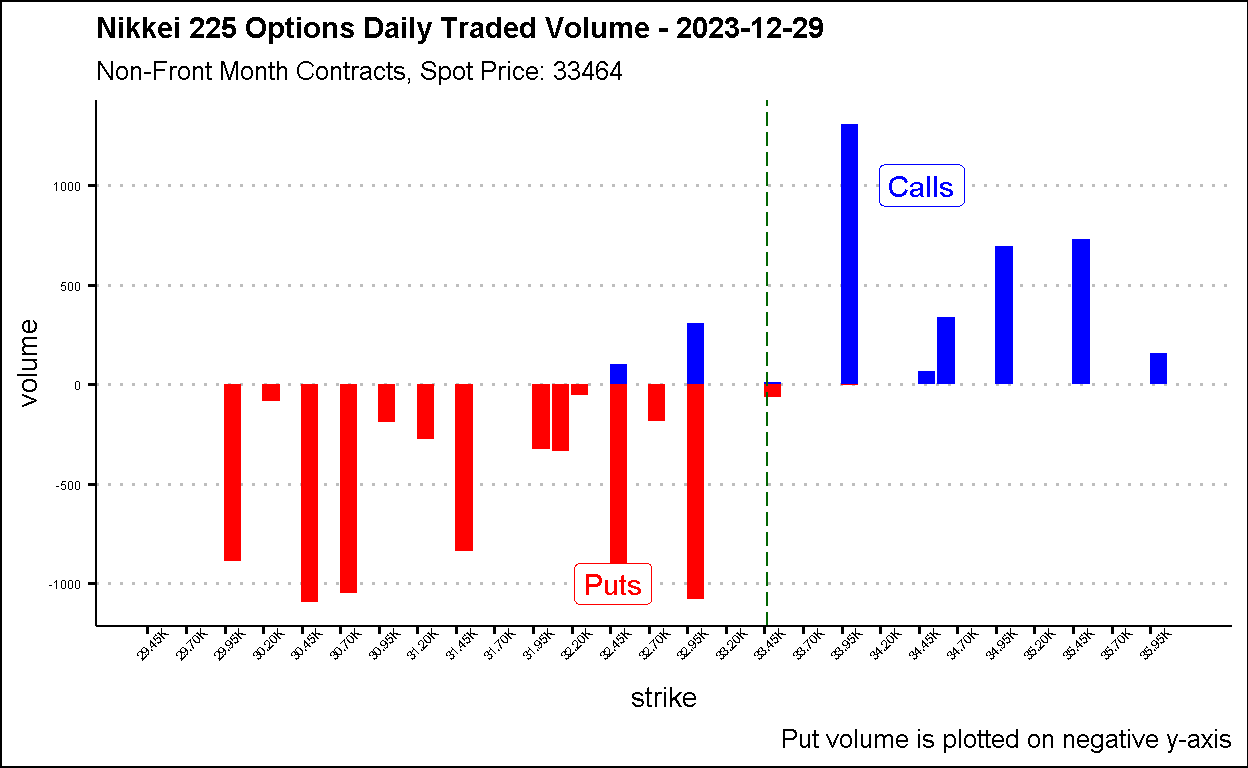 Nikkei 225 Options Daily Traded Volume - 2023-12-29
Non-Front Month Contracts, Spot Price: 33464
volume
1000
500
0
-500
-1000
Calls
Puts
29.45K 29.70K 29.95K 30.20K 30.45K 30.70K 30.95K 31.20K 31.45K 31.70K 31.95K 32.20K 32.45K 32.70K 32.95K 33.20K 33.45K 33.70K 33.95K 34.20K 34.45K 34.70K 34.95K 35.20K 35.45K 35.70K 35.95K
strike
Put volume is plotted on negative y-axis